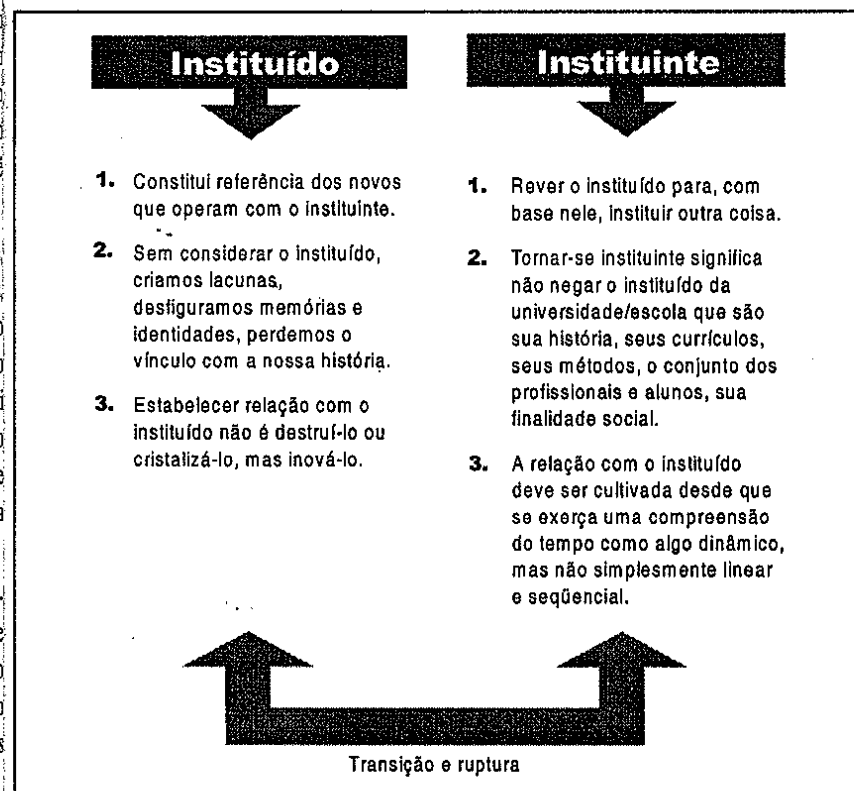 Instituído
1. Constitui referência dos novos
que operam com o instituinte.
2. Sem considerar o instituído,
criamos lacunas,
desfiguramos memórias e
identidades, perdemos o
vínculo com a nossa história.
3. Estabelecer relação com o
instituído não é destruí-lo ou
cristalizá-lo, mas inová-lo.
Instituinte
1. Rever o instituído para, com
base nele, instituir outra coisa.
2. Tornar-se instituinte significa
não negar o instituído da
universidade/escola que são
sua história, seus currículos,
seus métodos, o conjunto dos
profissionais e alunos, sua
finalidade social.
3. A relação com o instituído
deve ser cultivada desde que
se exerça uma compreensão
do tempo como algo dinâmico,
mas não simplesmente linear
e seqüencial.
Transição e ruptura